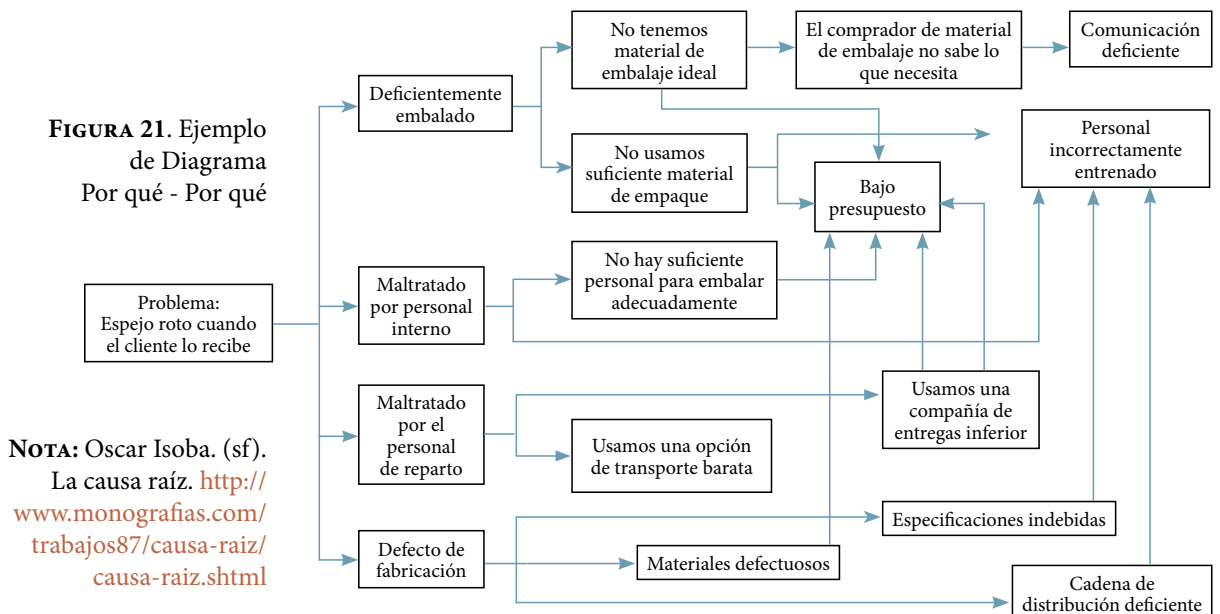 FIGURA 21. Ejemplo
de Diagrama
Por qué - Por qué
Problema:
Espejo roto cuando
el cliente lo recibe
NOTA: Oscar Isoba. (sf).
La causa raíz. http://
www.monografias.com/
trabajos87/causa-raiz/
causa-raiz.shtml
Deficientemente
embalado
No tenemos
material de
embalaje ideal
El comprador de material
de embalaje no sabe lo
que necesita
Comunicación
deficiente
No usamos
suficiente material
de empaque
Bajo
presupuesto
Personal
incorrectamente
entrenado
Maltratado
por personal
interno
No hay suficiente
personal para embalar
adecuadamente
Maltratado
por el
personal
de reparto
Usamos una opción
de transporte barata
Usamos una
compañía de
entregas inferior
Defecto de
fabricación
Materiales defectuosos
Especificaciones indebidas
Cadena de
distribución deficiente